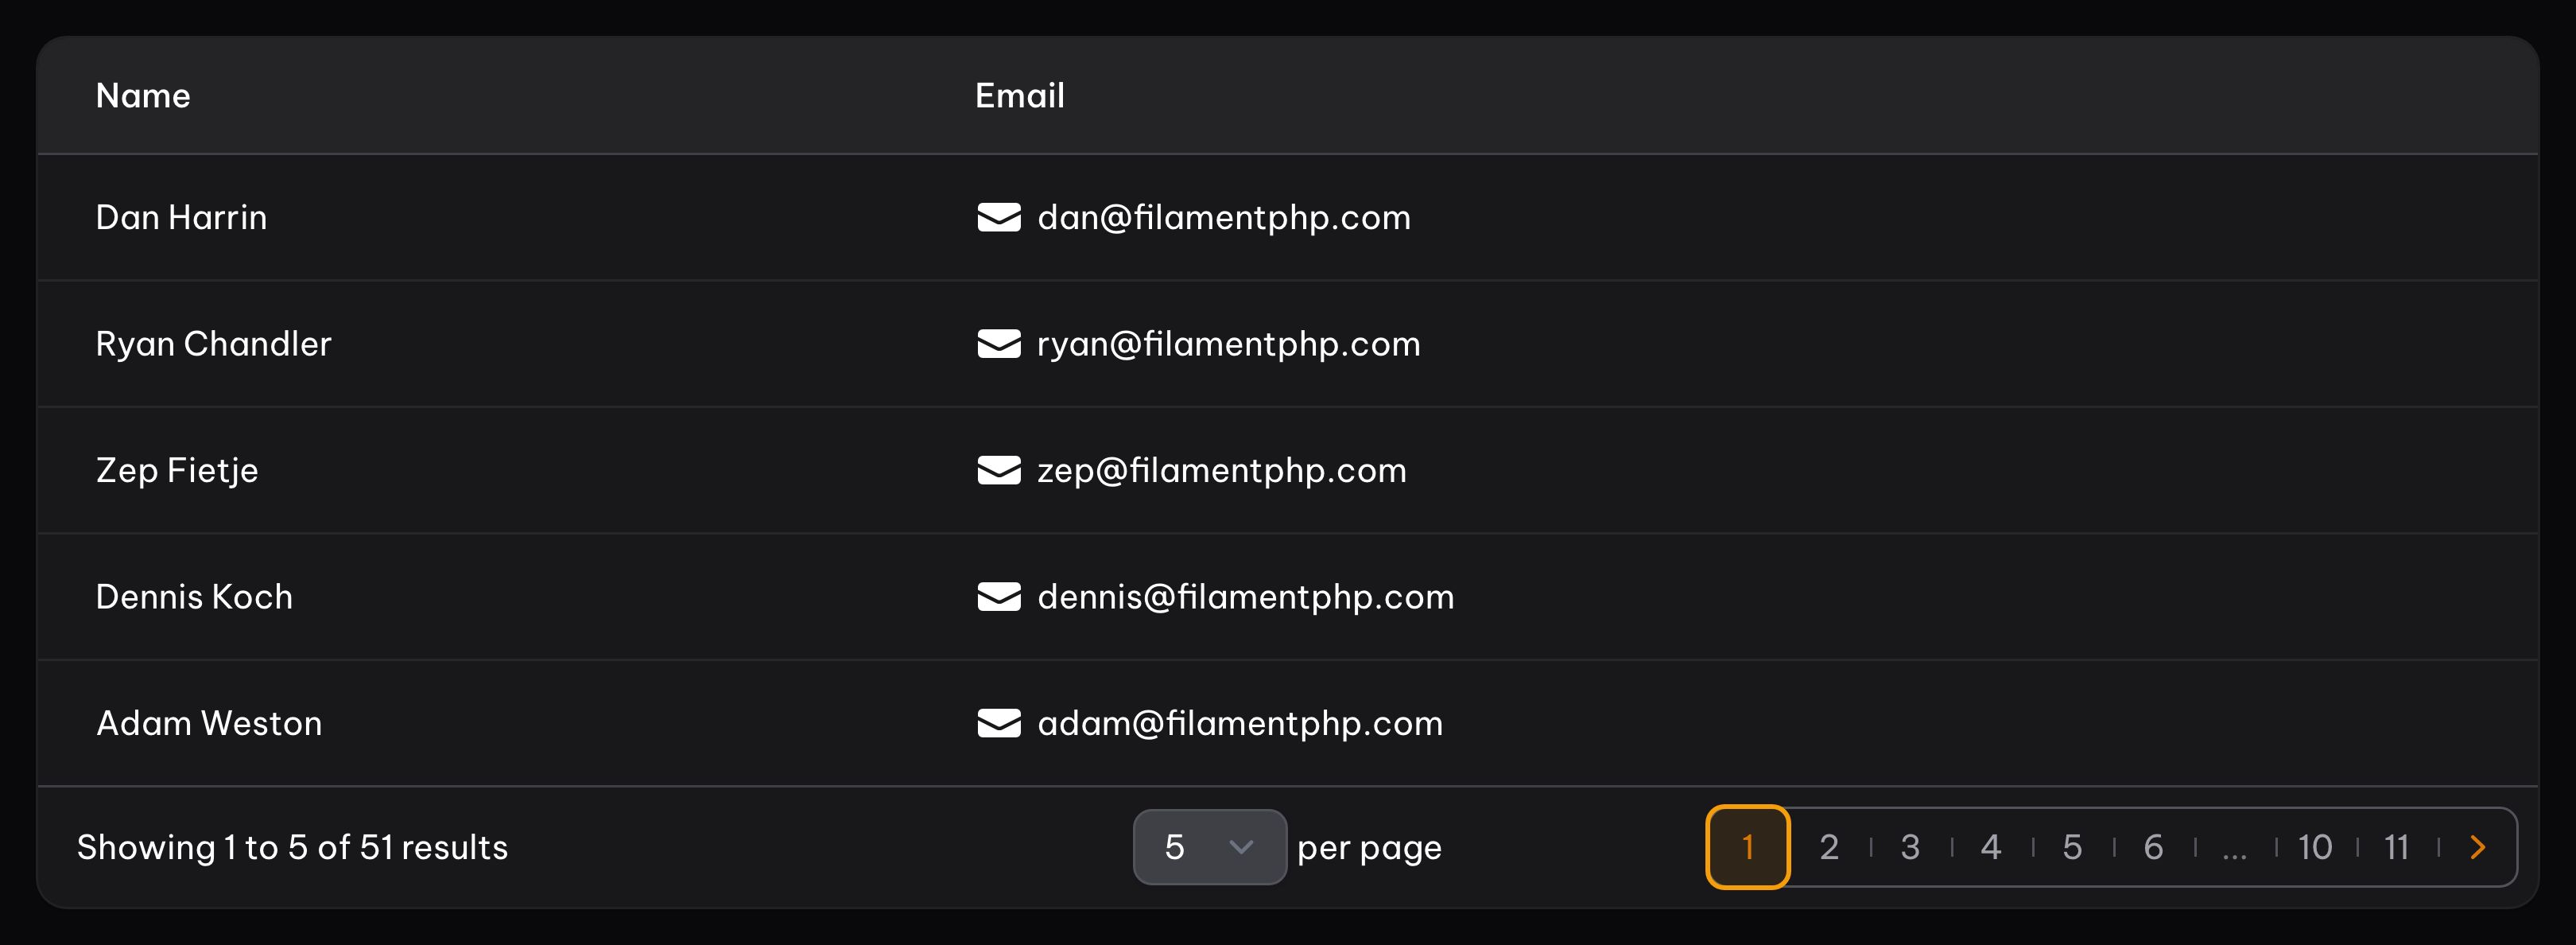 Name Email
Dan Harrin dan@filamentphp.com
Ryan Chandler ryan@filamentphp.com
Zep Fietje zep@filamentphp.com
Dennis Koch dennis@filamentphp.com
Adam Weston adam@filamentphp.com
Showing 1 to 5 of 51 results 5 per page 1 2 3 4 5 6 ... 10 11